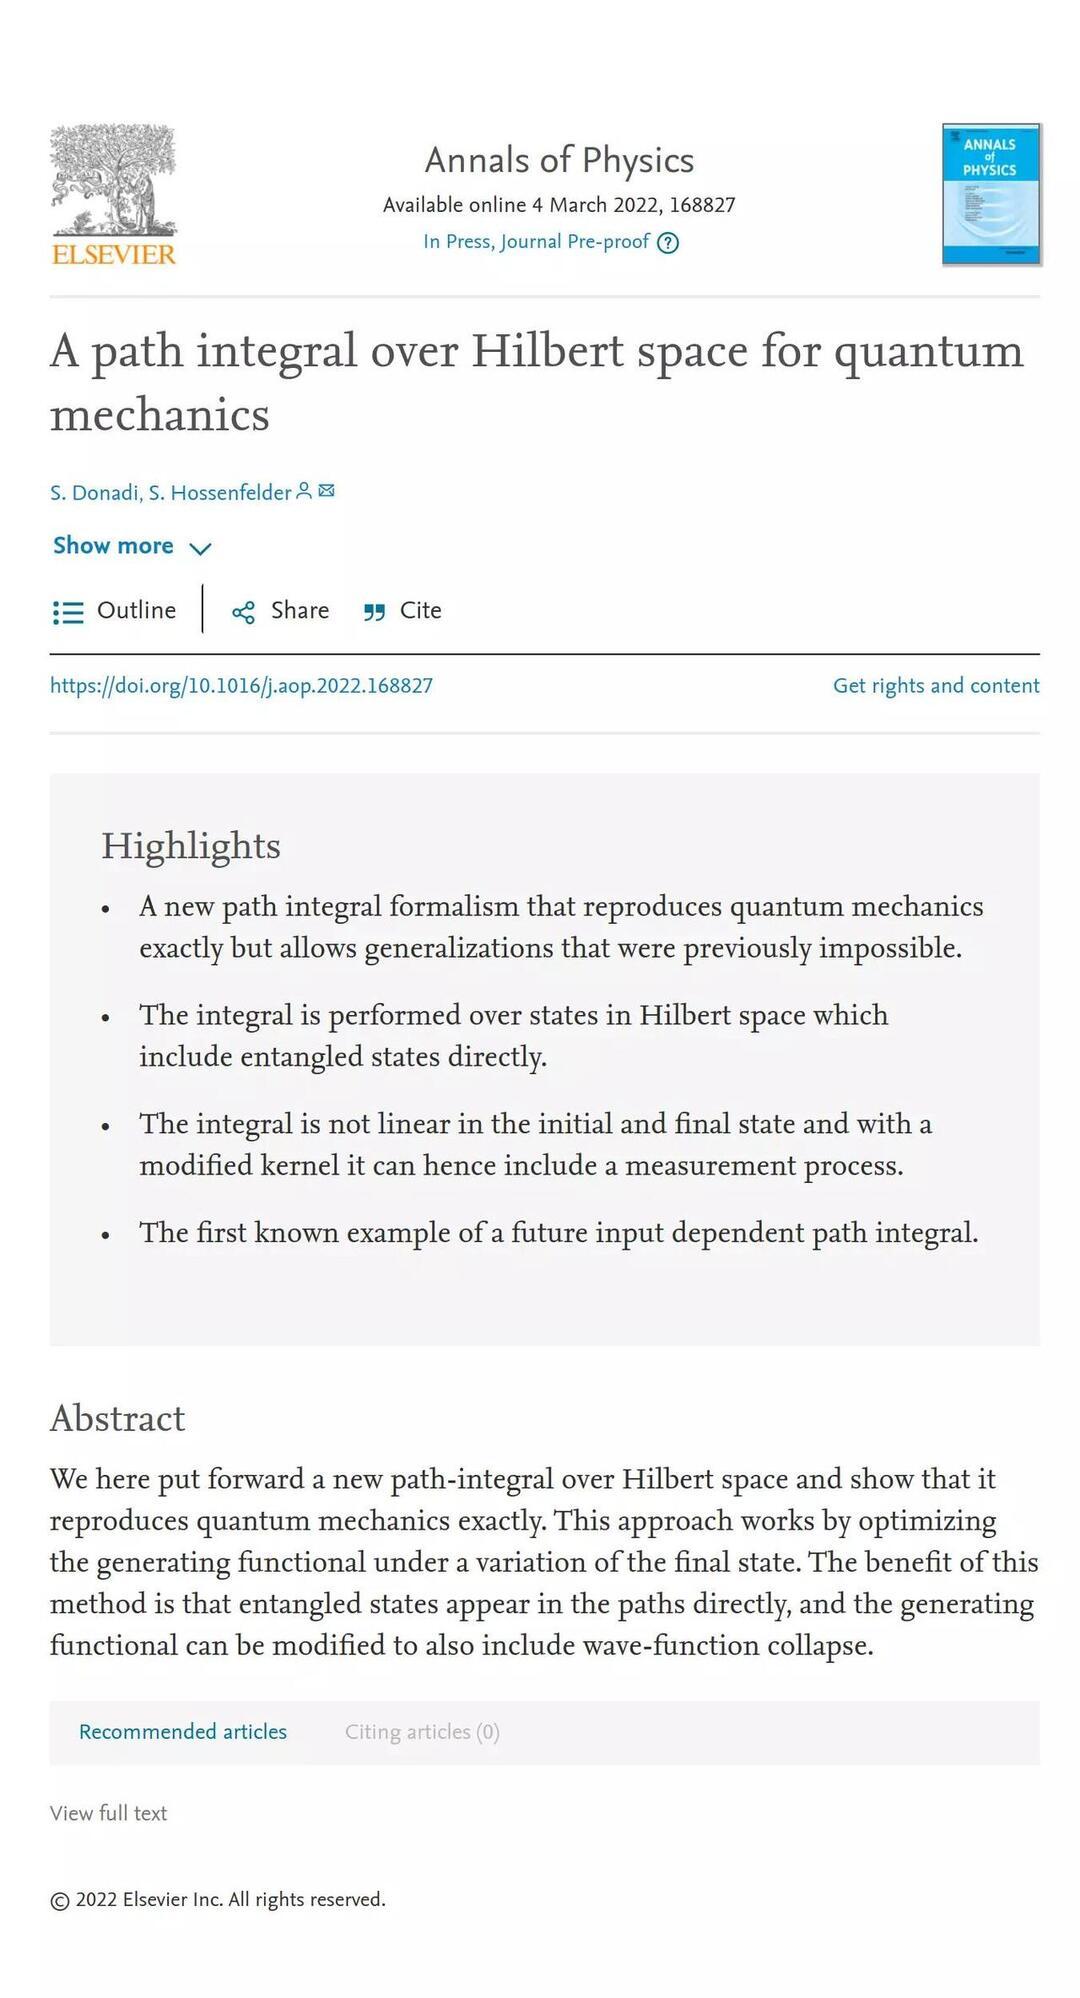 ELSEVIER
Annals of Physics
Available online 4 March 2022, 168827
In Press, Journal Pre-proof ?
ANNALS
of
PHYSICS
A path integral over Hilbert space for quantum
mechanics
S. Donadi, S. Hossenfelder
Show more
Outline
Share
Cite
https://doi.org/10.1016/j.aop.2022.168827
Get rights and content
Highlights
• A new path integral formalism that reproduces quantum mechanics
exactly but allows generalizations that were previously impossible.
• The integral is performed over states in Hilbert space which
include entangled states directly.
• The integral is not linear in the initial and final state and with a
modified kernel it can hence include a measurement process.
• The first known example of a future input dependent path integral.
Abstract
We here put forward a new path-integral over Hilbert space and show that it
reproduces quantum mechanics exactly. This approach works by optimizing
the generating functional under a variation of the final state. The benefit of this
method is that entangled states appear in the paths directly, and the generating
functional can be modified to also include wave-function collapse.
Recommended articles
Citing articles (0)
View full text
© 2022 Elsevier Inc. All rights reserved.